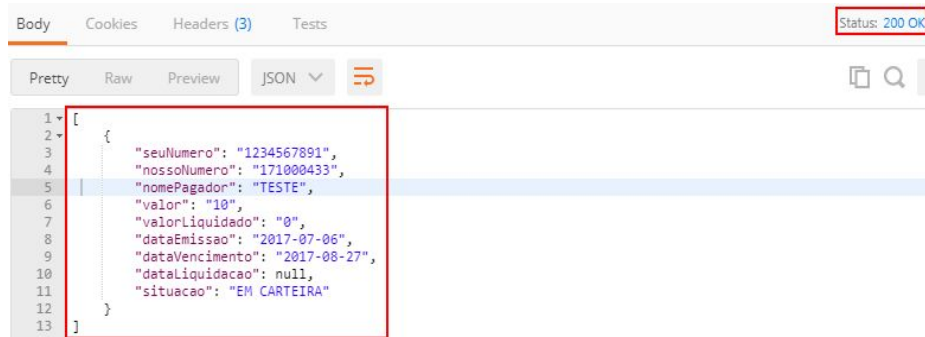 Body Cookies Headers (3) Tests Status: 200 OK
Pretty Raw Preview JSON
1 [
2 {
3 "seuNumero": "1234567891",
4 "nossoNumero": "171000433",
5 "nomePagador": "TESTE",
6 "valor": "10",
7 "valorLiquidado": "0",
8 "dataEmissao": "2017-07-06",
9 "dataVencimento": "2017-08-27",
10 "dataLiquidacao": null,
11 "situacao": "EM CARTEIRA"
12 }
13 ]